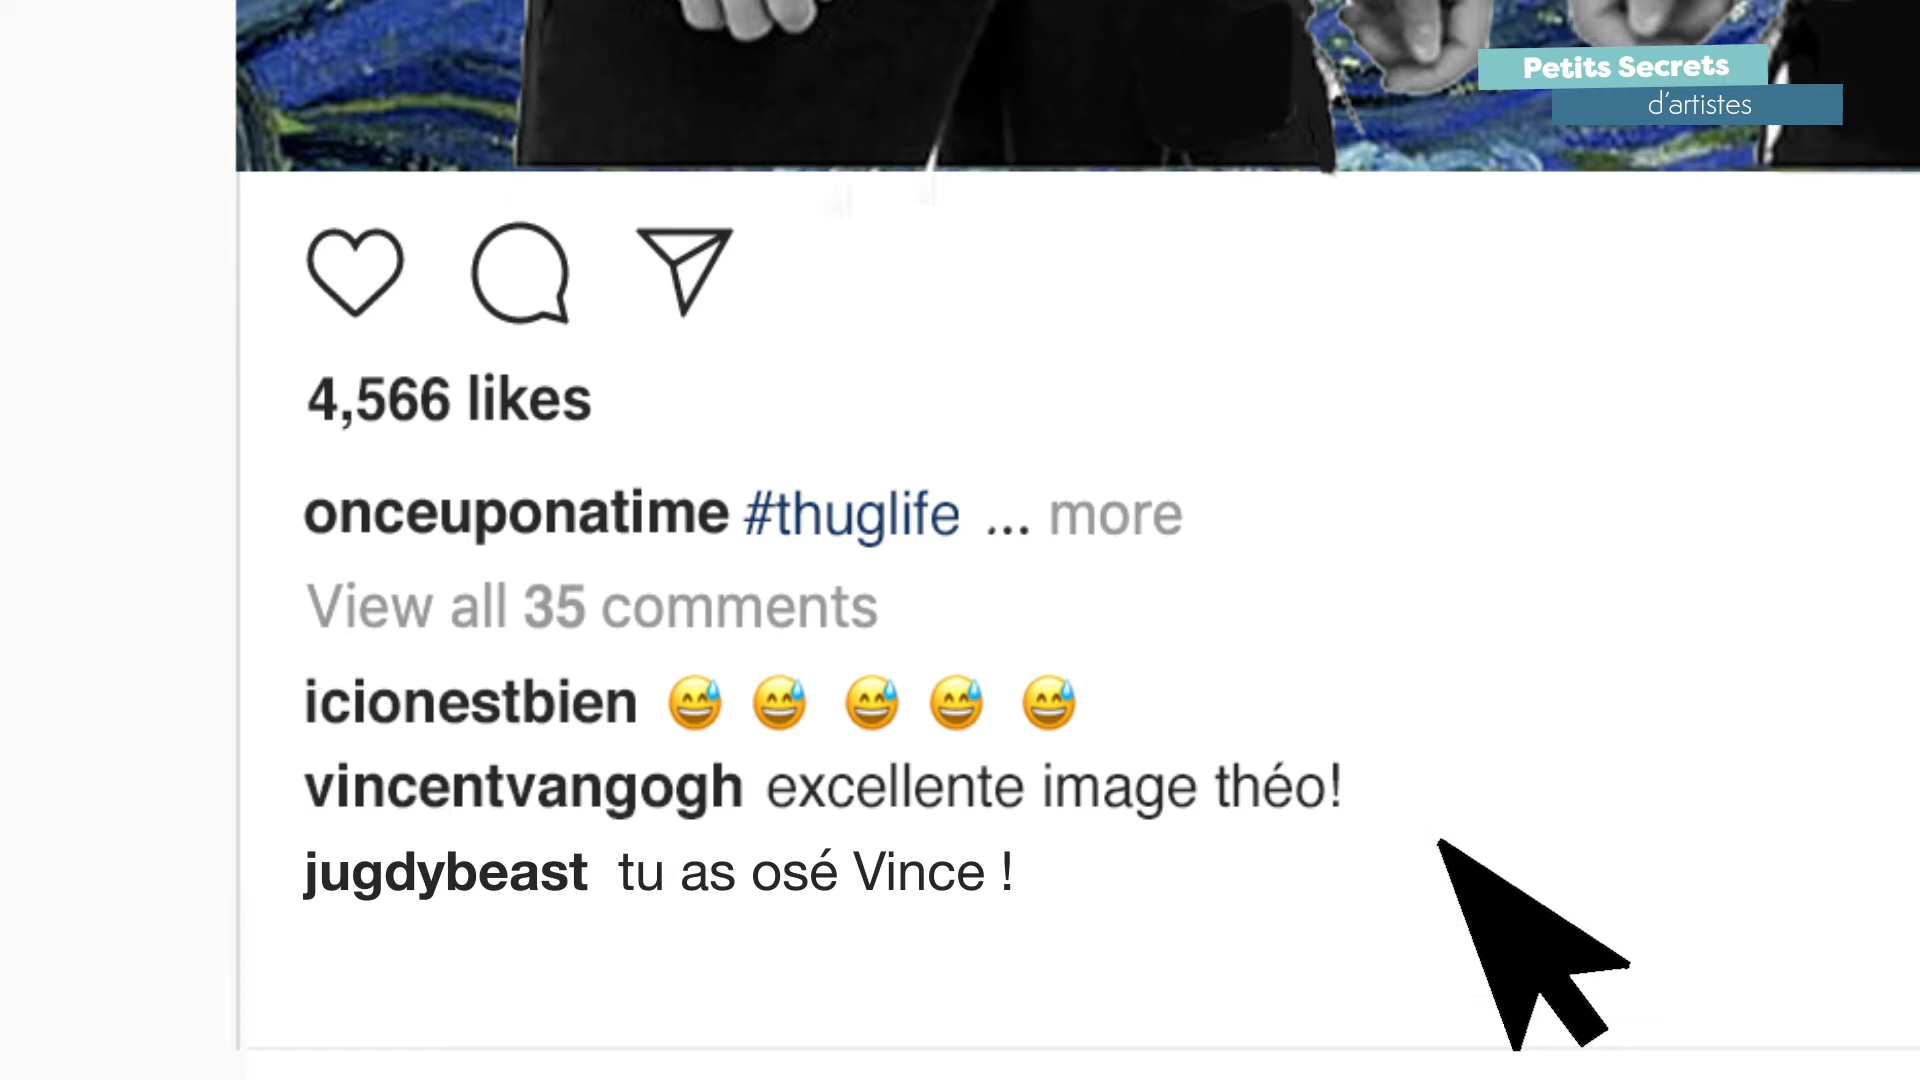 Petits Secrets
d'artistes
4,566 likes
onceuponatime #thuglife ... more
View all 35 comments
icionestbien 😅 😅 😅 😅 😅
vincentvangogh excellente image théo!
jugdybeast tu as osé Vince !